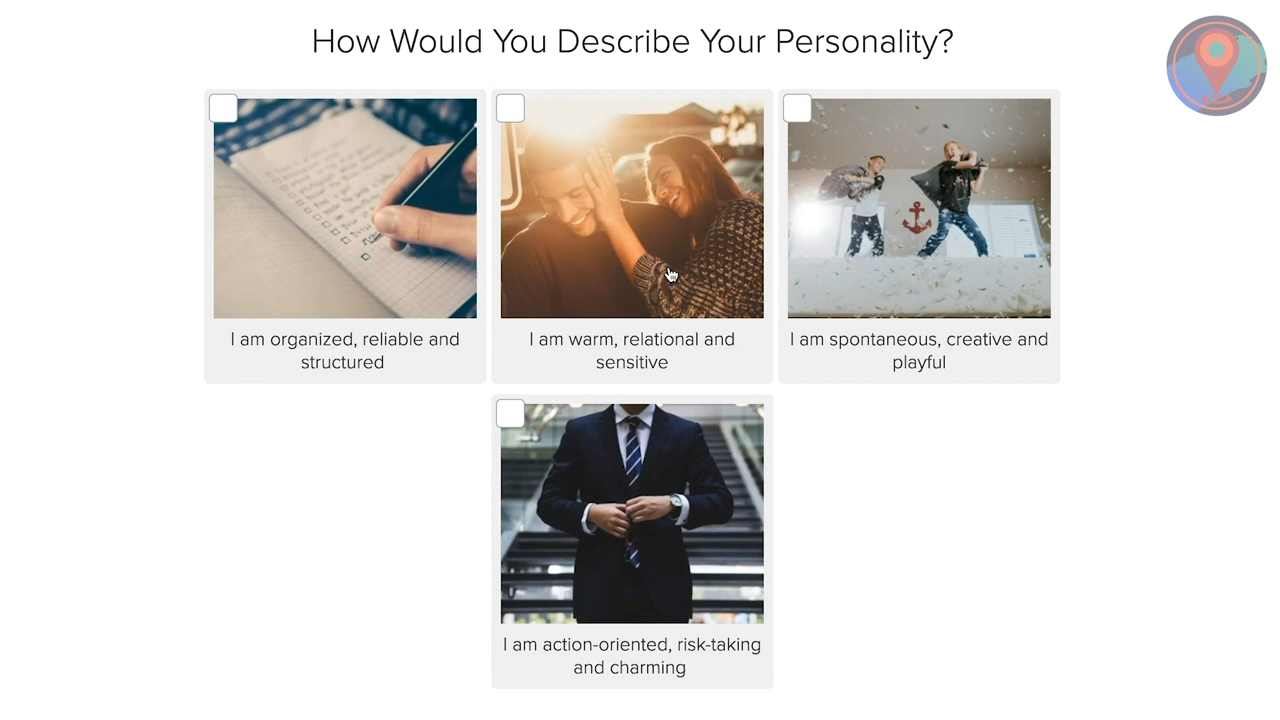 How Would You Describe Your Personality?
I am organized, reliable and
structured
I am warm, relational and
sensitive
I am spontaneous, creative and
playful
I am action-oriented, risk-taking
and charming